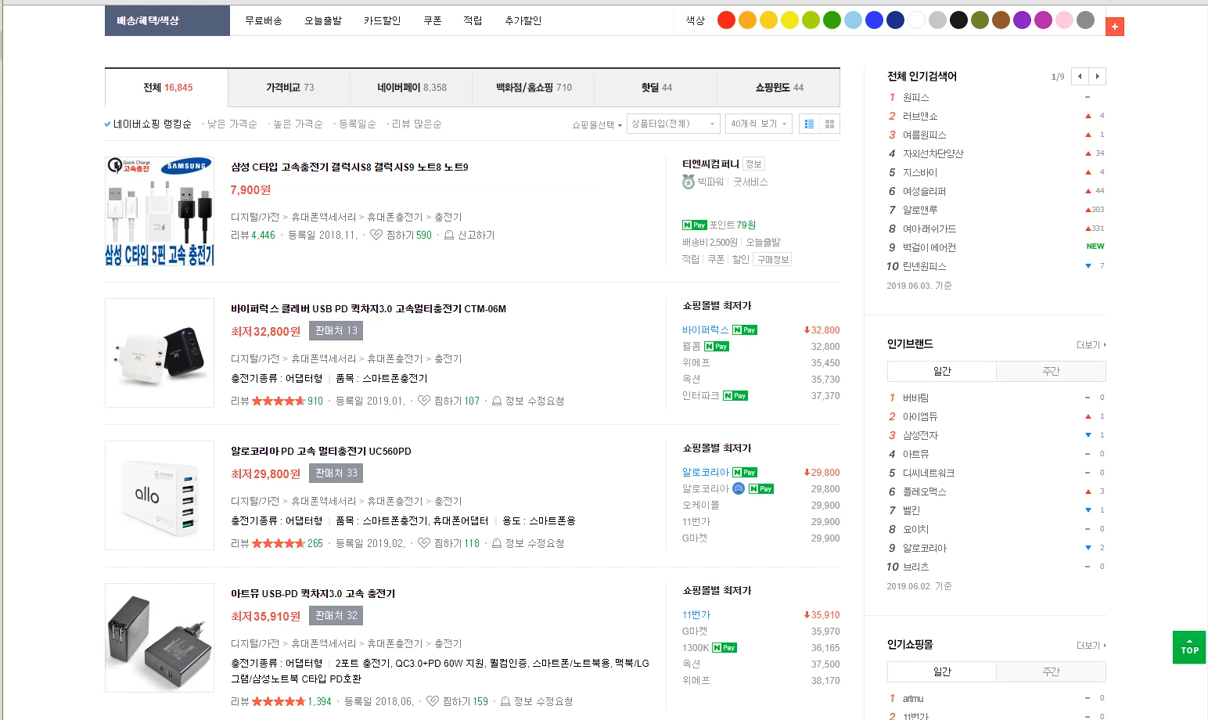 배송/혜택/색상
무료배송 오늘출발 카드할인 쿠폰 적립 추가할인 색상
전체 16,845 가격비교 73 네이버페이 8,358 백화점/홈쇼핑 710 핫딜 44 쇼핑윈도 44
네이버쇼핑 랭킹순 · 낮은 가격순 · 높은 가격순 · 등록일순 · 리뷰 많은순 쇼핑몰선택 상품타입(전체) 40개씩 보기
Quick Charge
고속충전
SAMSUNG
삼성 C타입 5핀 고속 충전기
삼성 C타입 고속충전기 갤럭시S8 갤럭시S9 노트8 노트9
7,900원
디지털/가전 > 휴대폰액세서리 > 휴대폰충전기 > 충전기
리뷰 4,446 · 등록일 2018.11. · 찜하기 590 · 신고하기
티엔씨컴퍼니 정보
빅파워 굿서비스
N Pay 포인트 79원
배송비 2,500원 오늘출발
적립 쿠폰 할인 구매정보
바이퍼럭스 클레버 USB PD 퀵차지3.0 고속멀티충전기 CTM-06M
최저 32,800원 판매처 13
디지털/가전 > 휴대폰액세서리 > 휴대폰충전기 > 충전기
충전기종류 : 어댑터형 | 품목 : 스마트폰충전기
리뷰 910 · 등록일 2019.01. · 찜하기 107 · 정보 수정요청
쇼핑몰별 최저가
바이퍼럭스 N Pay 32,800
월콤 N Pay 32,800
위메프 35,450
옥션 35,730
인터파크 N Pay 37,370
allo
알로코리아 PD 고속 멀티충전기 UC560PD
최저 29,800원 판매처 33
디지털/가전 > 휴대폰액세서리 > 휴대폰충전기 > 충전기
충전기종류 : 어댑터형 | 품목 : 스마트폰충전기, 휴대폰어댑터 | 용도 : 스마트폰용
리뷰 265 · 등록일 2019.02. · 찜하기 118 · 정보 수정요청
쇼핑몰별 최저가
알로코리아 N Pay 29,800
알로코리아 N Pay 29,800
오케이몰 29,900
11번가 29,900
G마켓 29,900
아트뮤 USB-PD 퀵차지3.0 고속 충전기
최저 35,910원 판매처 32
디지털/가전 > 휴대폰액세서리 > 휴대폰충전기 > 충전기
충전기종류 : 어댑터형 | 2포트 충전기, QC3.0+PD 60W 지원, 퀄컴인증, 스마트폰/노트북용, 맥북/LG
그램/삼성노트북 C타입 PD호환
리뷰 1,394 · 등록일 2018.06. · 찜하기 159 · 정보 수정요청
쇼핑몰별 최저가
11번가 35,910
G마켓 35,970
1300K N Pay 36,165
옥션 37,500
위메프 38,170
전체 인기검색어 1/9
1 원피스 –
2 러브앤쇼 4
3 여름원피스 1
4 자외선차단양산 34
5 지스바이 4
6 여성슬리퍼 44
7 알로앤루 303
8 여아래쉬가드 331
9 벽걸이에어컨 NEW
10 린넨원피스 7
2019.06.03. 기준
인기브랜드 더보기
일간 주간
1 버바팀 – 0
2 아이엠듀 1
3 삼성전자 1
4 아트뮤 – 0
5 디씨네트워크 – 0
6 플레오맥스 3
7 벨킨 1
8 요이치 – 0
9 알로코리아 2
10 브리츠 – 0
2019.06.02. 기준
인기쇼핑몰 더보기
일간 주간
1 artmu – 0
2 11번가 – 0
TOP